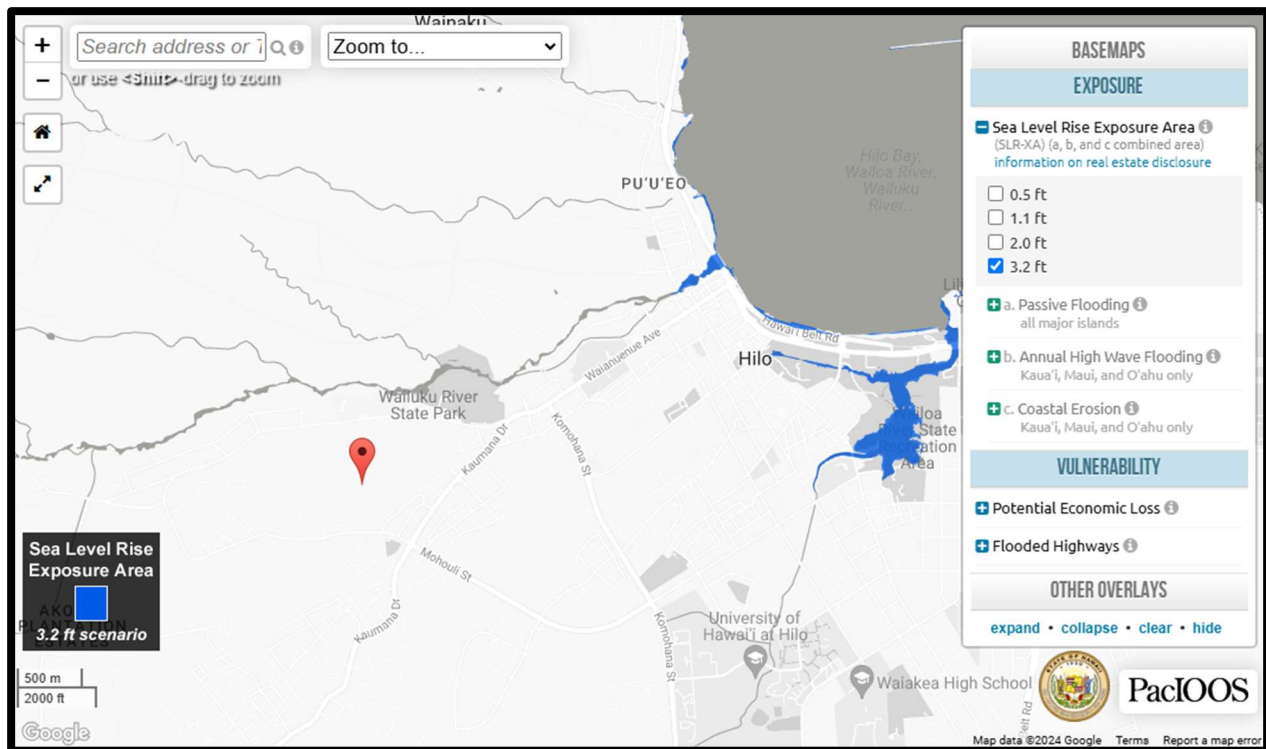 Wainaku
+
Search address or T
Zoom to...
−
or use <Shift>-drag to zoom
PU'U'EO
Hilo Bay,
Wailoa River,
Wailuku
River...
Hawai'i Belt Rd
Hilo
Waianuenue Ave
Wailuku River
State Park
Wailoa
River State
Recreation
Area
Kaumana Dr
Komohana St
Mohouli St
Kaumana Dr
Komohana St
University of
Hawai'i at Hilo
Waiakea High School
BASEMAPS
EXPOSURE
Sea Level Rise Exposure Area
(SLR-XA) (a, b, and c combined area)
information on real estate disclosure
0.5 ft
1.1 ft
2.0 ft
3.2 ft
a. Passive Flooding
all major islands
b. Annual High Wave Flooding
Kaua'i, Maui, and O'ahu only
c. Coastal Erosion
Kaua'i, Maui, and O'ahu only
VULNERABILITY
Potential Economic Loss
Flooded Highways
OTHER OVERLAYS
expand • collapse • clear • hide
Sea Level Rise
Exposure Area
3.2 ft scenario
500 m
2000 ft
Google
STATE OF HAWAII
PacIOOS
Map data ©2024 Google Terms Report a map error